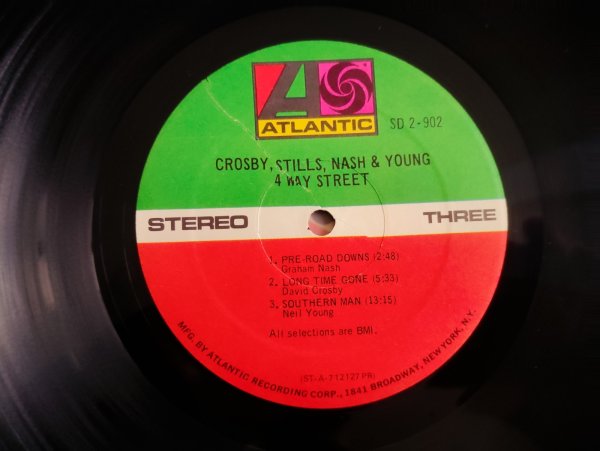 ATLANTIC
SD 2-902
CROSBY, STILLS, NASH & YOUNG
4 WAY STREET
STEREO
THREE
1. PRE-ROAD DOWNS (2:48)
Graham Nash
2. LONG TIME GONE (5:33)
David Crosby
3. SOUTHERN MAN (13:15)
Neil Young
All selections are BMI.
(ST-A-712127 PR)
MFG. BY ATLANTIC RECORDING CORP., 1841 BROADWAY, NEW YORK, N.Y.